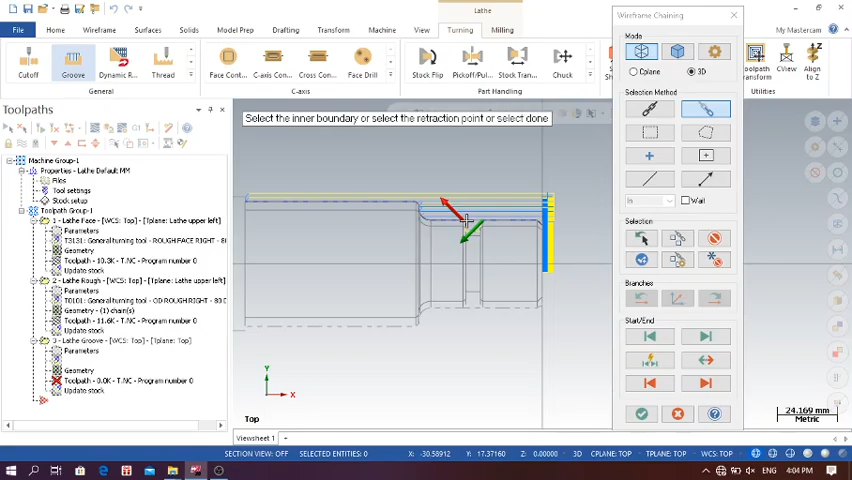 Lathe
File
Home
Wireframe
Surfaces
Solids
Model Prep
Drafting
Transform
Machine
View
Turning
Milling
My Mastercam
Cutoff
Groove
Dynamic R...
Thread
Face Cont...
C-axis Co...
Cross Con...
Face Drill
Stock Flip
Pickoff/Pul...
Stock Tran...
Chuck
Toolpath Transform
CView
Align to Z
General
C-axis
Part Handling
Utilities
Toolpaths
Machine Group-1
Properties - Lathe Default MM
Files
Tool settings
Stock setup
Toolpath Group-1
1 - Lathe Face - [WCS: Top] - [Tplane: Lathe upper left]
Parameters
T3131: General turning tool - ROUGH FACE RIGHT - 80
Geometry
Toolpath - 10.3K - T.NC - Program number 0
Update stock
2 - Lathe Rough - [WCS: Top] - [Tplane: Lathe upper left]
Parameters
T0101: General turning tool - OD ROUGH RIGHT - 80
Geometry - (1) chain(s)
Toolpath - 11.6K - T.NC - Program number 0
Update stock
3 - Lathe Groove - [WCS: Top] - [Tplane: Top]
Parameters
Geometry
Toolpath - 0.0K - T.NC - Program number 0
Update stock
Select the inner boundary or select the retraction point or select done
Wireframe Chaining
Mode
Cplane
3D
Selection Method
In
Wait
Selection
Branches
Start/End
Y
X
Top
24.169 mm
Metric
Viewsheet 1
SECTION VIEW: OFF
SELECTED ENTITIES: 0
X: -30.58912
Y: 17.37160
Z: 0.00000
3D
CPLANE: TOP
TPLANE: TOP
WCS: TOP
ENG
4:04 PM